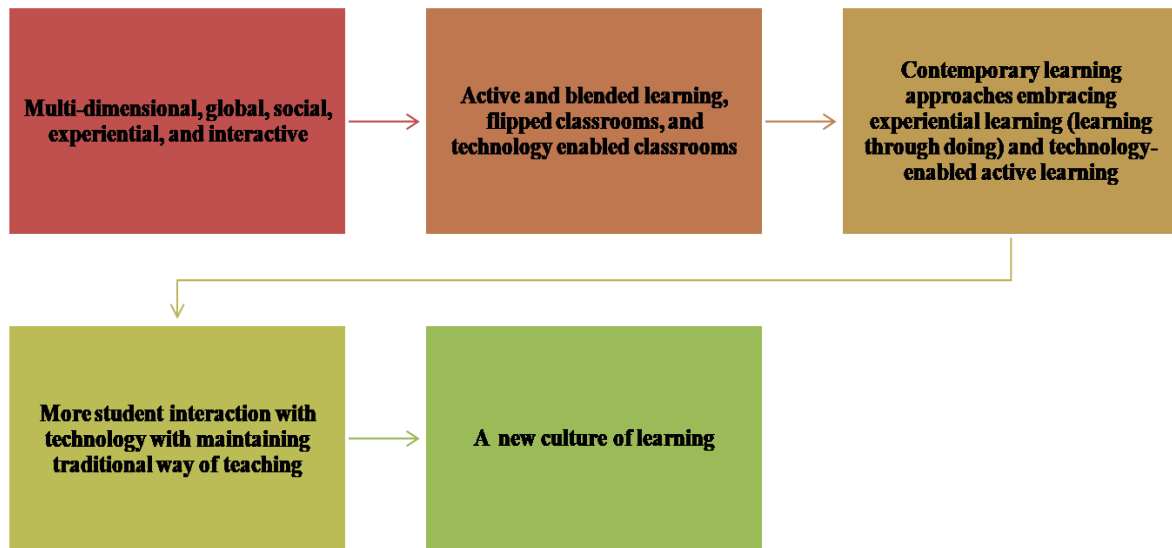 Multi-dimensional, global, social,
experiential, and interactive
Active and blended learning,
flipped classrooms, and
technology enabled classrooms
Contemporary learning
approaches embracing
experiential learning (learning
through doing) and technology-
enabled active learning
More student interaction with
technology with maintaining
traditional way of teaching
A new culture of learning